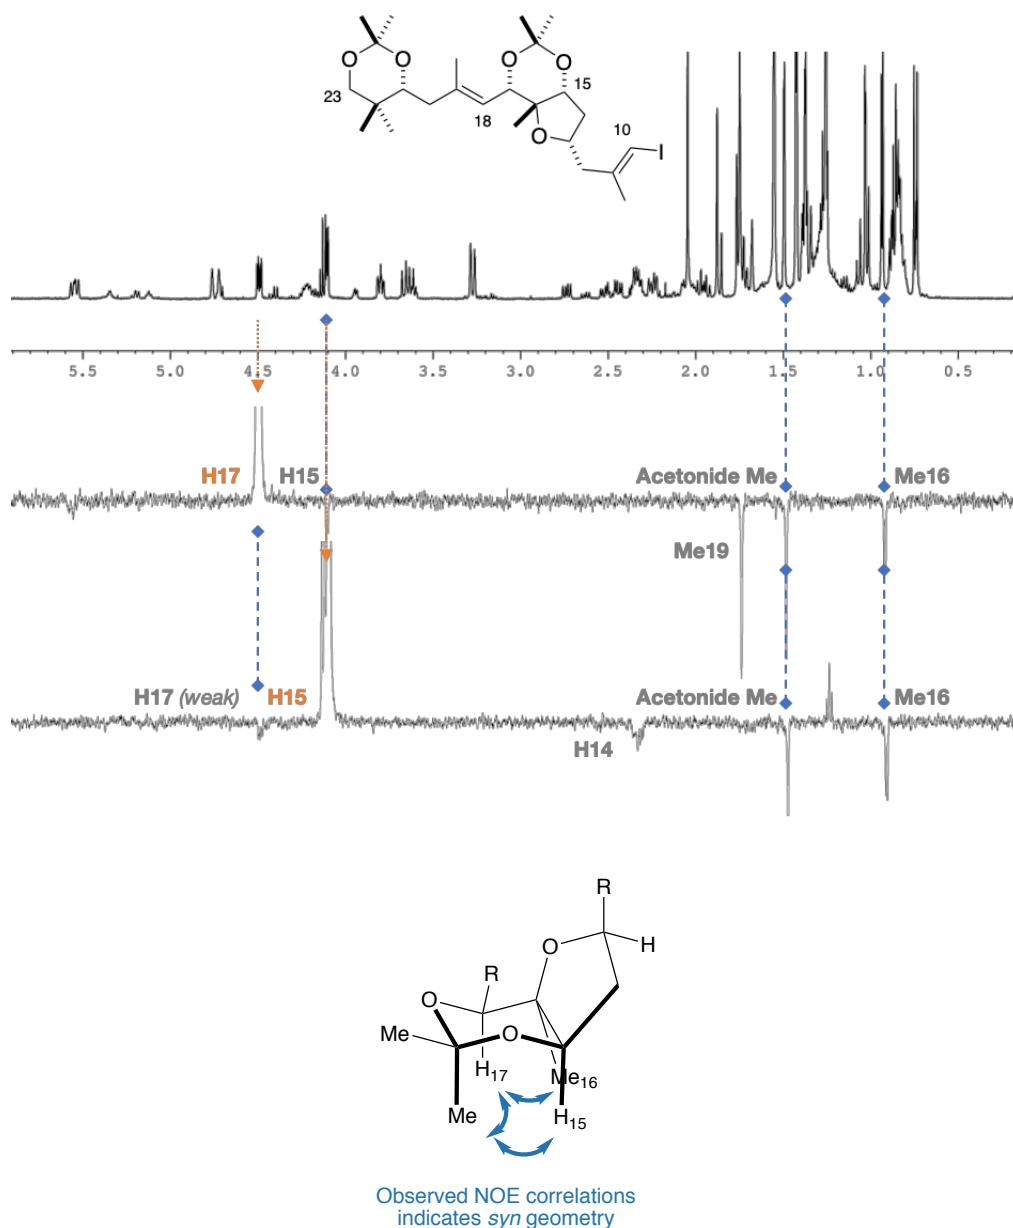 O O O O
23 15
18 O 10
I
5.5 5.0 4.5 4.0 3.5 3.0 2.5 2.0 1.5 1.0 0.5
H17 H15 Acetonide Me Me16
Me19
H17 (weak) H15 Acetonide Me Me16
H14
R
O H
R
O
Me O
H17 Me16
Me H15
Observed NOE correlations
indicates syn geometry